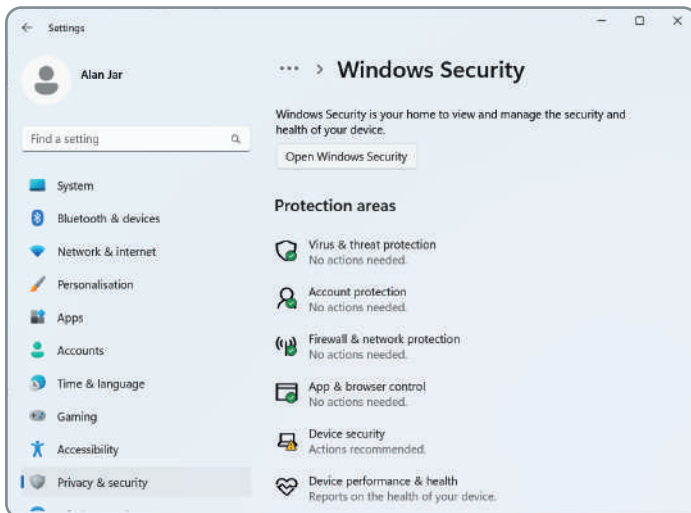 Settings
Alan Jar
Find a setting
System
Bluetooth & devices
Network & internet
Personalisation
Apps
Accounts
Time & language
Gaming
Accessibility
Privacy & security
··· > Windows Security
Windows Security is your home to view and manage the security and
health of your device.
Open Windows Security
Protection areas
Virus & threat protection
No actions needed.
Account protection
No actions needed.
Firewall & network protection
No actions needed.
App & browser control
No actions needed.
Device security
Actions recommended.
Device performance & health
Reports on the health of your device.